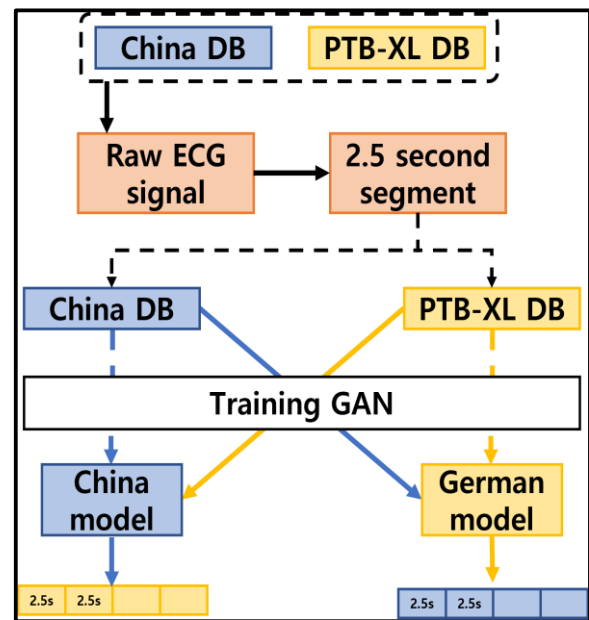 China DB
PTB-XL DB
Raw ECG
signal
2.5 second
segment
China DB
PTB-XL DB
Training GAN
China
model
German
model
2.5s 2.5s
2.5s 2.5s